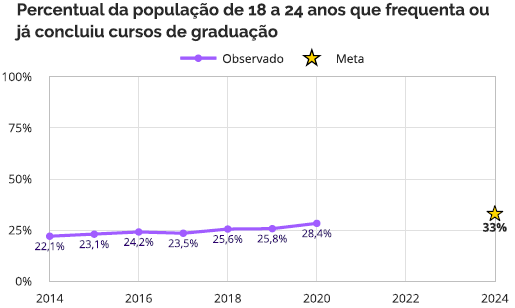 Percentual da população de 18 a 24 anos que frequenta ou
já concluiu cursos de graduação
Observado Meta
100%
75%
50%
25%
0%
22,1% 23,1% 24,2% 23,5% 25,6% 25,8% 28,4% 33%
2014 2016 2018 2020 2022 2024